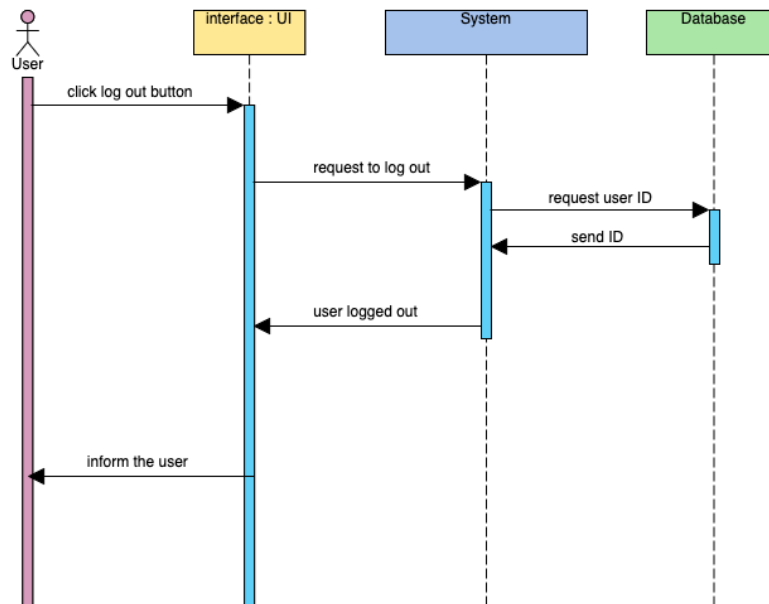 interface : UI
System
Database
User
click log out button
request to log out
request user ID
send ID
user logged out
inform the user